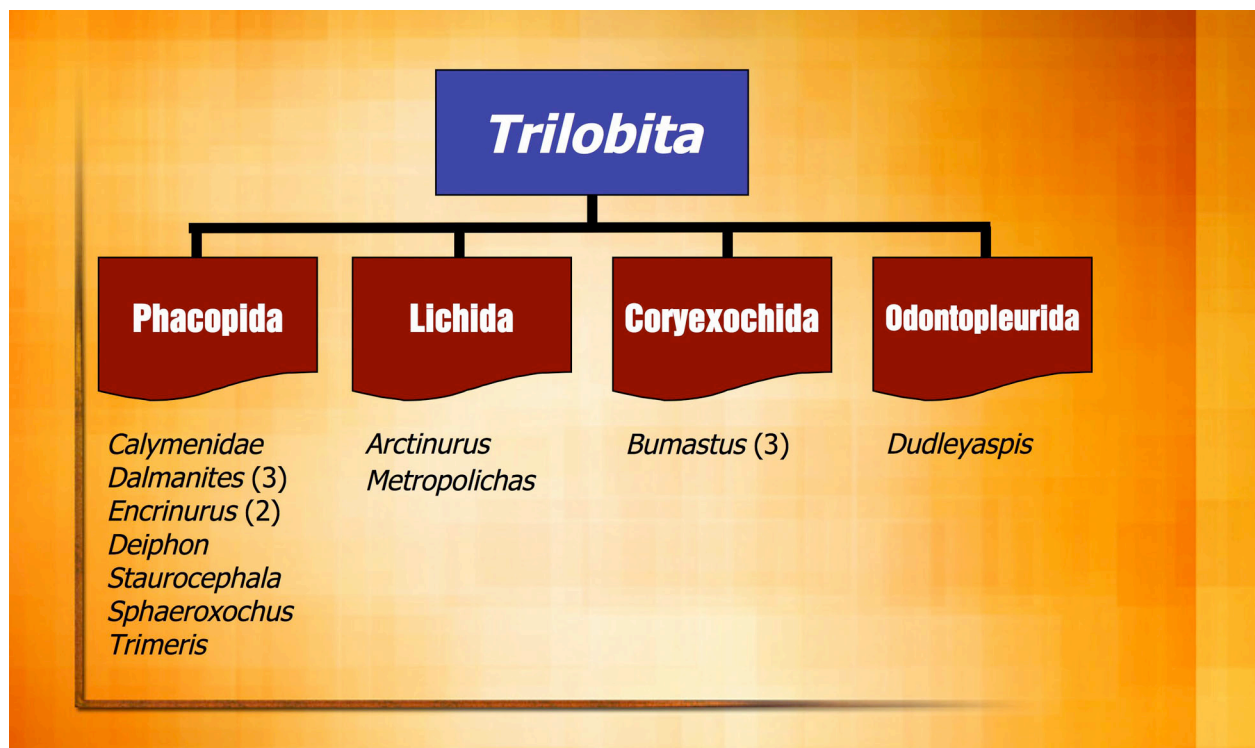 Trilobita
Phacopida
Lichida
Coryexochida
Odontopleurida
Calymenidae
Dalmanites (3)
Encrinurus (2)
Deiphon
Staurocephala
Sphaeroxochus
Trimeris
Arctinurus
Metropolichas
Bumastus (3)
Dudleyaspis